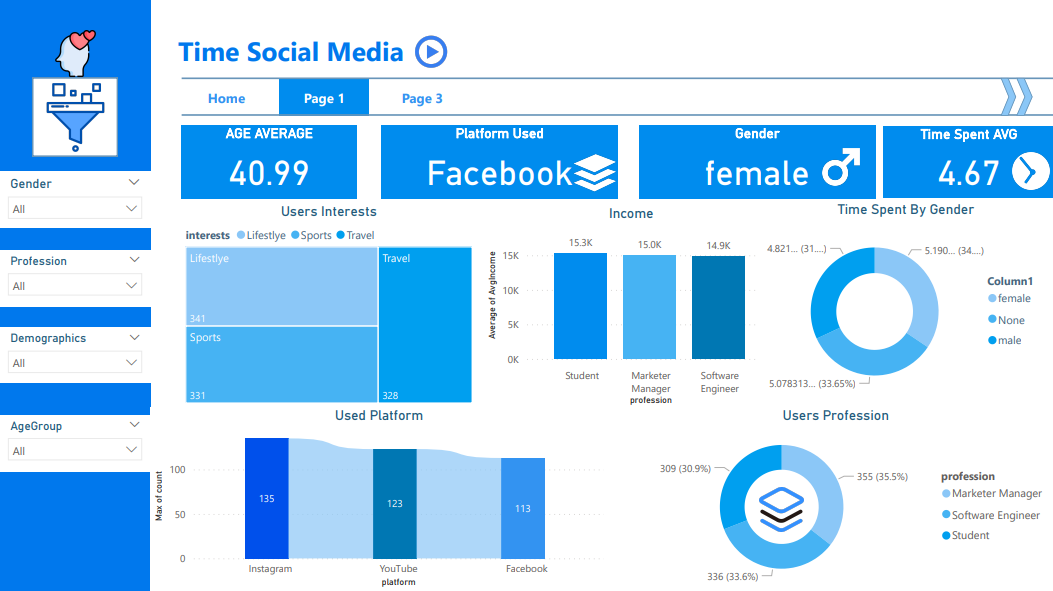 Time Social Media
Home
Page 1
Page 3
Gender
All
Profession
All
Demographics
All
AgeGroup
All
AGE AVERAGE
40.99
Platform Used
Facebook
Gender
female
Time Spent AVG
4.67
Users Interests
interests Lifestlye Sports Travel
Lifestlye
341
Sports
331
Travel
328
Income
Average of AvgIncome
15K
10K
5K
0K
15.3K
15.0K
14.9K
Student
Marketer
Manager
Software
Engineer
profession
Time Spent By Gender
4.821... (31....)
5.190... (34....)
5.078313... (33.65%)
Column1
female
None
male
Used Platform
Max of count
100
50
0
135
123
113
Instagram
YouTube
Facebook
platform
Users Profession
309 (30.9%)
355 (35.5%)
336 (33.6%)
profession
Marketer Manager
Software Engineer
Student